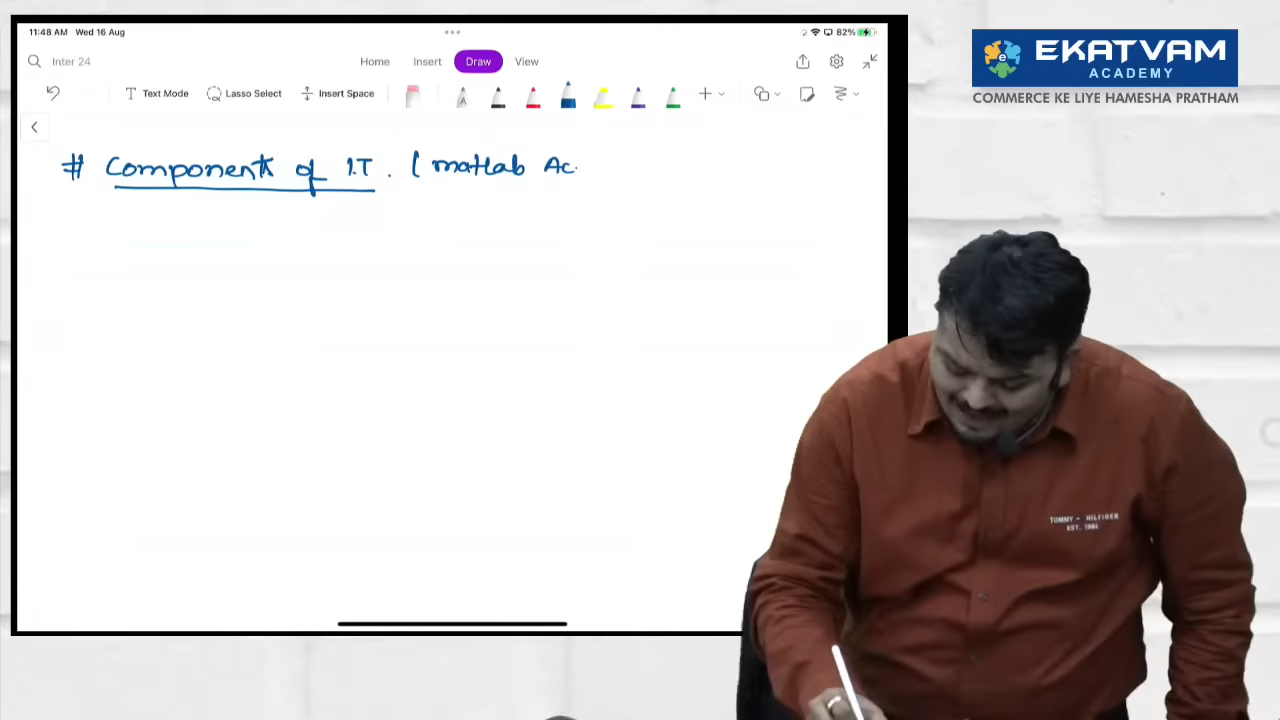 11:48 AM Wed 16 Aug
82%
Inter 24
Home Insert Draw View
Text Mode Lasso Select Insert Space
# Components of I.T. ( matlab Ac.
EKATVAM
ACADEMY
COMMERCE KE LIYE HAMESHA PRATHAM
TOMMY - HILFIGER
EST. 1985